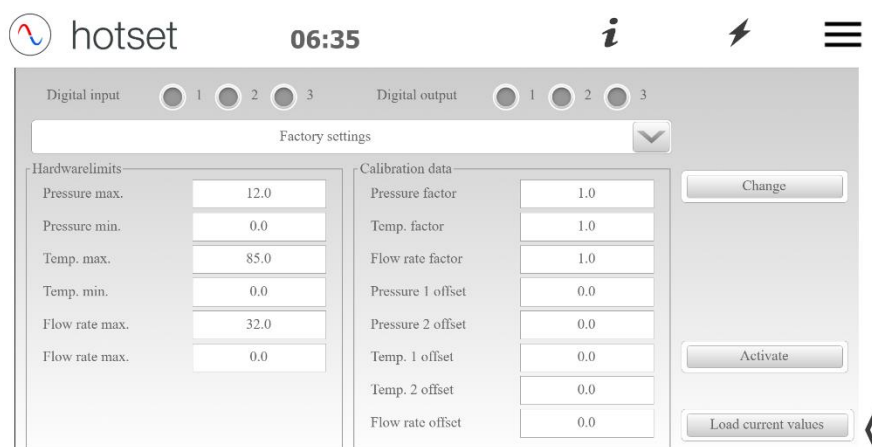 hotset 06:35
Digital input 1 2 3 Digital output 1 2 3
Factory settings
Hardwarelimits Calibration data
Pressure max. 12.0 Pressure factor 1.0 Change
Pressure min. 0.0 Temp. factor 1.0
Temp. max. 85.0 Flow rate factor 1.0
Temp. min. 0.0 Pressure 1 offset 0.0
Flow rate max. 32.0 Pressure 2 offset 0.0
Flow rate max. 0.0 Temp. 1 offset 0.0 Activate
Temp. 2 offset 0.0
Flow rate offset 0.0 Load current values